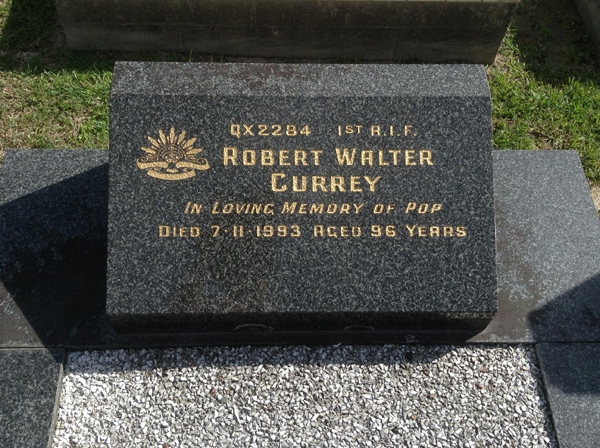 QX2284 1ST A.I.F.
ROBERT WALTER
CURREY
IN LOVING MEMORY OF POP
DIED 7·11·1993 AGED 96 YEARS